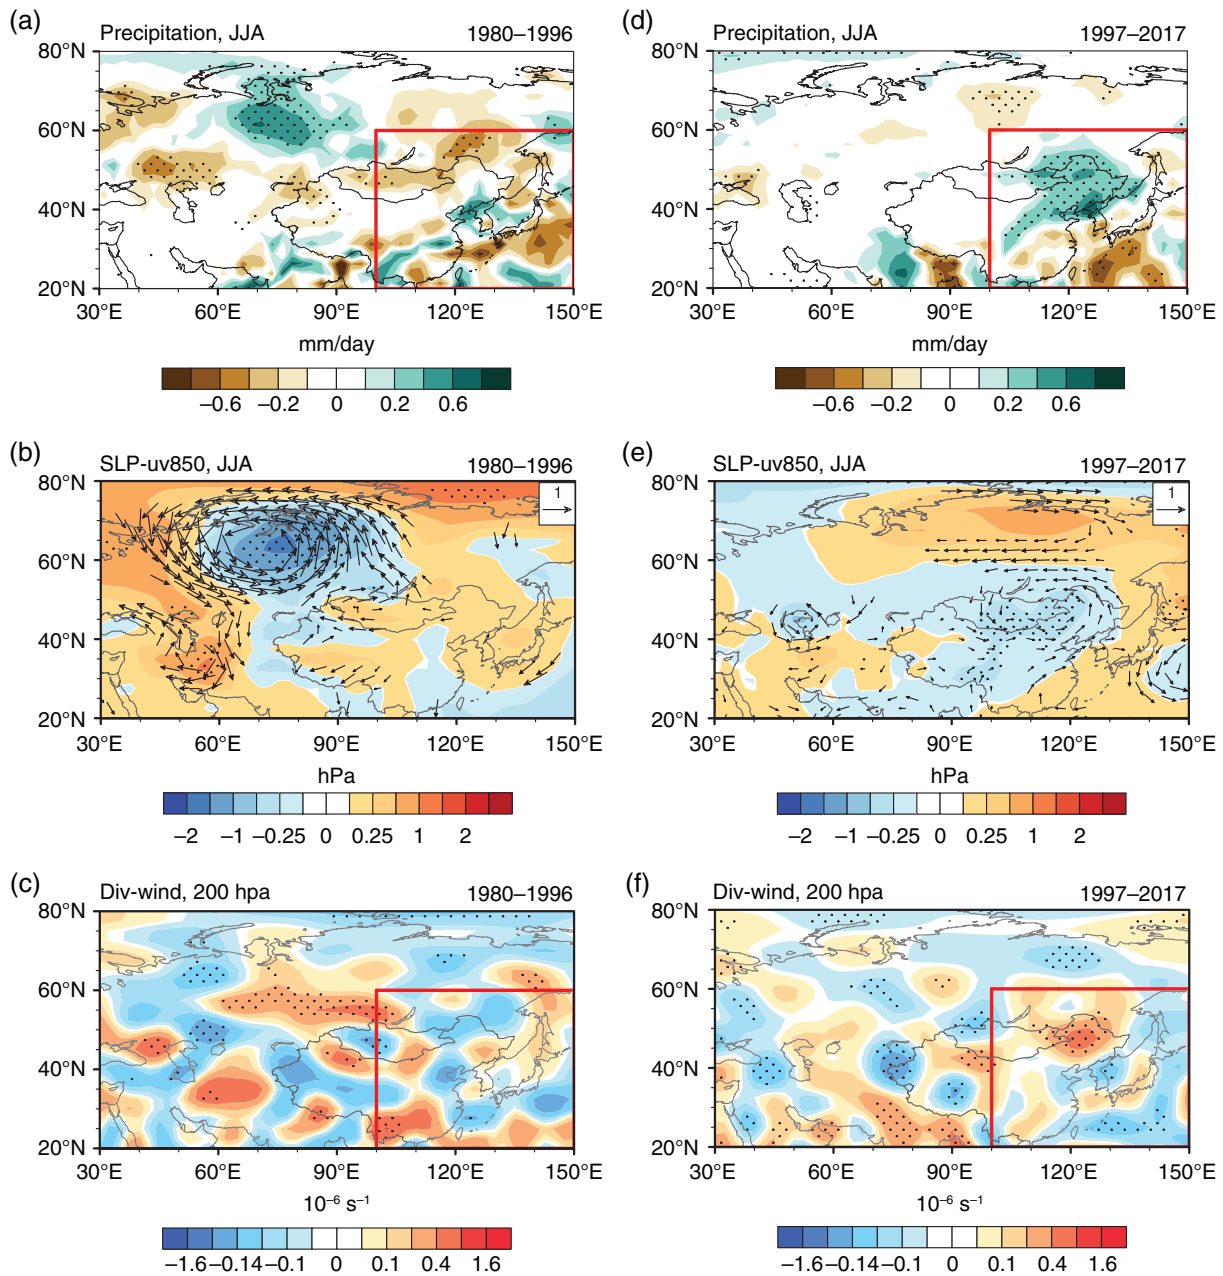 (a)
Precipitation, JJA 1980–1996
80°N
60°N
40°N
20°N
30°E 60°E 90°E 120°E 150°E
mm/day
−0.6 −0.2 0 0.2 0.6
(d)
Precipitation, JJA 1997–2017
80°N
60°N
40°N
20°N
30°E 60°E 90°E 120°E 150°E
mm/day
−0.6 −0.2 0 0.2 0.6
(b)
SLP-uv850, JJA 1980–1996
1
80°N
60°N
40°N
20°N
30°E 60°E 90°E 120°E 150°E
hPa
−2 −1 −0.25 0 0.25 1 2
(e)
SLP-uv850, JJA 1997–2017
1
80°N
60°N
40°N
20°N
30°E 60°E 90°E 120°E 150°E
hPa
−2 −1 −0.25 0 0.25 1 2
(c)
Div-wind, 200 hpa 1980–1996
80°N
60°N
40°N
20°N
30°E 60°E 90°E 120°E 150°E
10⁻⁶ s⁻¹
−1.6 −0.14 −0.1 0 0.1 0.4 1.6
(f)
Div-wind, 200 hpa 1997–2017
80°N
60°N
40°N
20°N
30°E 60°E 90°E 120°E 150°E
10⁻⁶ s⁻¹
−1.6 −0.14 −0.1 0 0.1 0.4 1.6